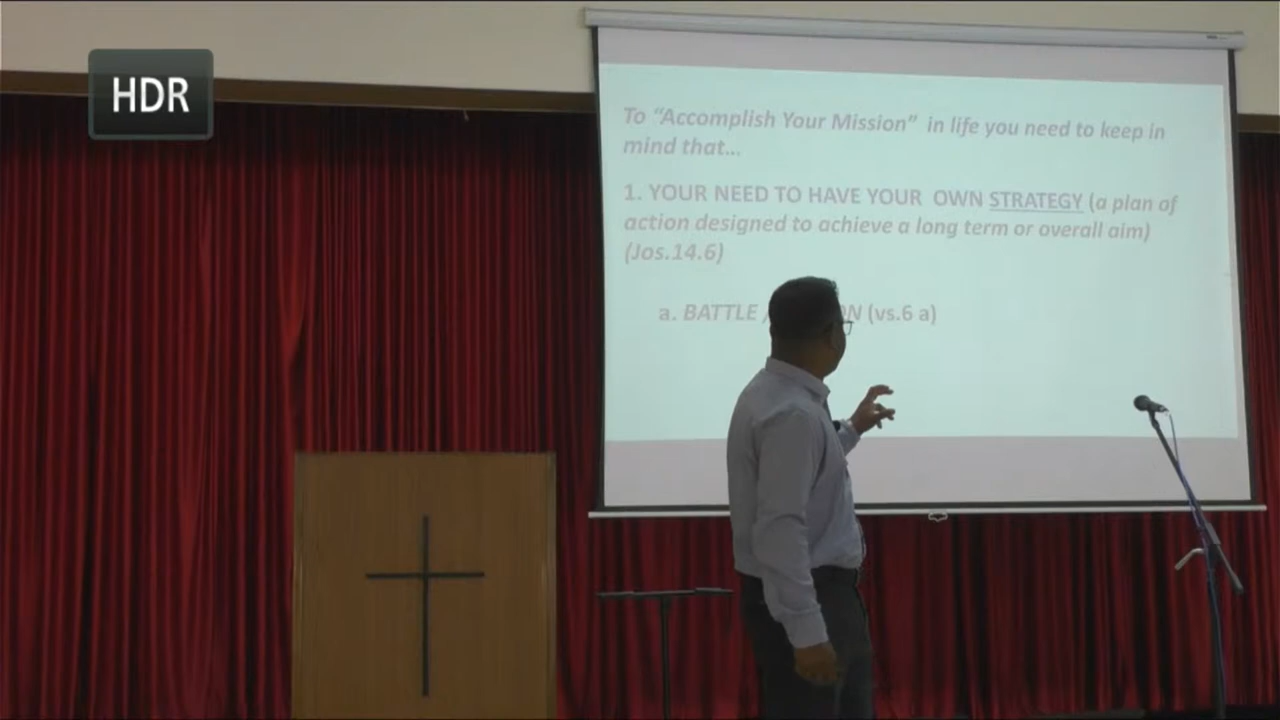 HDR
To “Accomplish Your Mission” in life you need to keep in
mind that...
1. YOUR NEED TO HAVE YOUR OWN STRATEGY (a plan of
action designed to achieve a long term or overall aim)
(Jos.14.6)
a. BATTLE (vs.6 a)